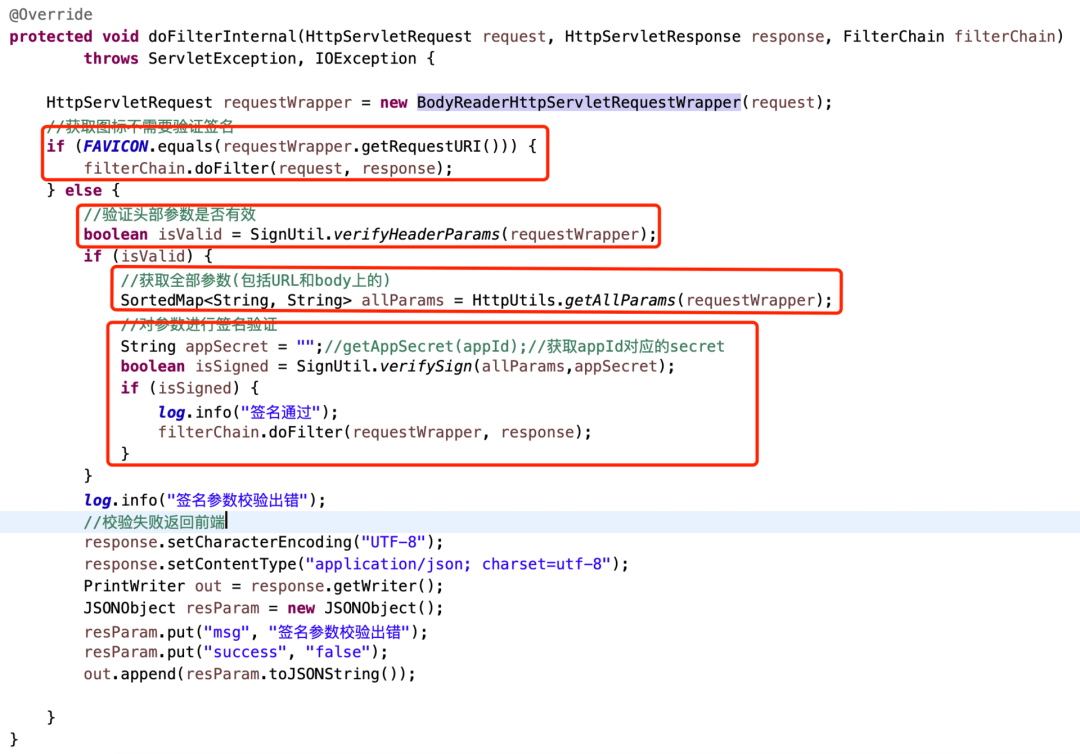 @Override
protected void doFilterInternal(HttpServletRequest request, HttpServletResponse response, FilterChain filterChain)
        throws ServletException, IOException {

    HttpServletRequest requestWrapper = new BodyReaderHttpServletRequestWrapper(request);
    //获取图标不需要验证签名
    if (FAVICON.equals(requestWrapper.getRequestURI())) {
        filterChain.doFilter(request, response);
    } else {
        //验证头部参数是否有效
        boolean isValid = SignUtil.verifyHeaderParams(requestWrapper);
        if (isValid) {
            //获取全部参数(包括URL和body上的)
            SortedMap<String, String> allParams = HttpUtils.getAllParams(requestWrapper);
            //对参数进行签名验证
            String appSecret = "";//getAppSecret(appId);//获取appId对应的secret
            boolean isSigned = SignUtil.verifySign(allParams,appSecret);
            if (isSigned) {
                log.info("签名通过");
                filterChain.doFilter(requestWrapper, response);
            }
        }
        log.info("签名参数校验出错");
        //校验失败返回前端
        response.setCharacterEncoding("UTF-8");
        response.setContentType("application/json; charset=utf-8");
        PrintWriter out = response.getWriter();
        JSONObject resParam = new JSONObject();
        resParam.put("msg", "签名参数校验出错");
        resParam.put("success", "false");
        out.append(resParam.toJSONString());

    }
}